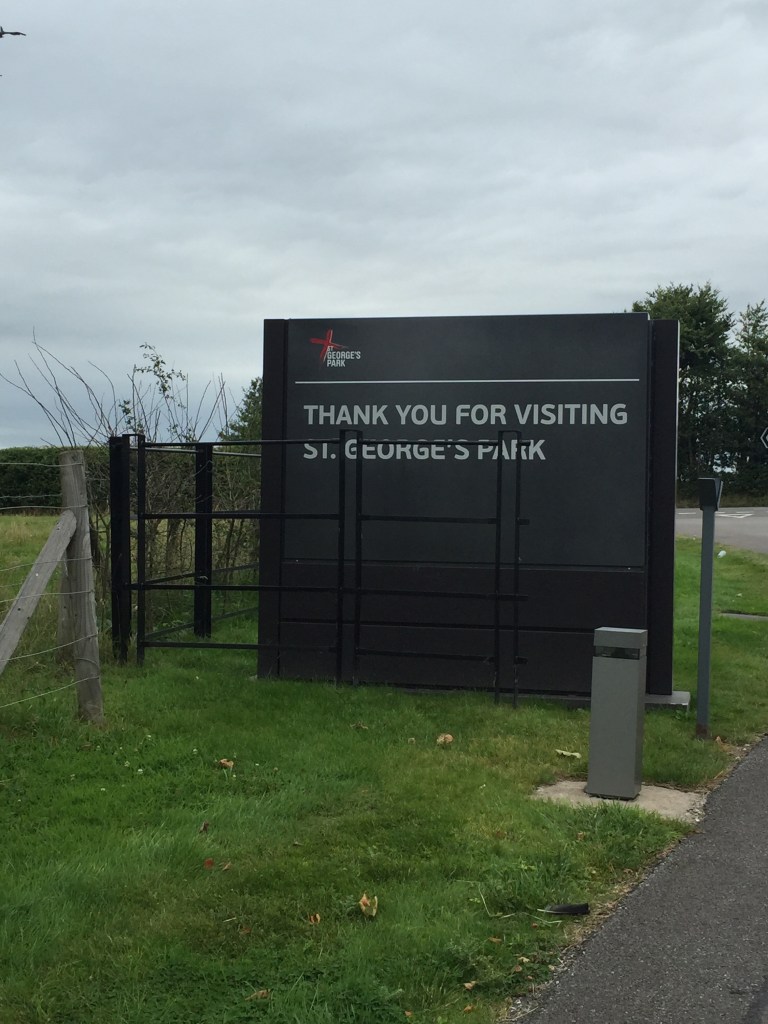 ST
GEORGE'S
PARK
THANK YOU FOR VISITING
ST. GEORGE'S PARK